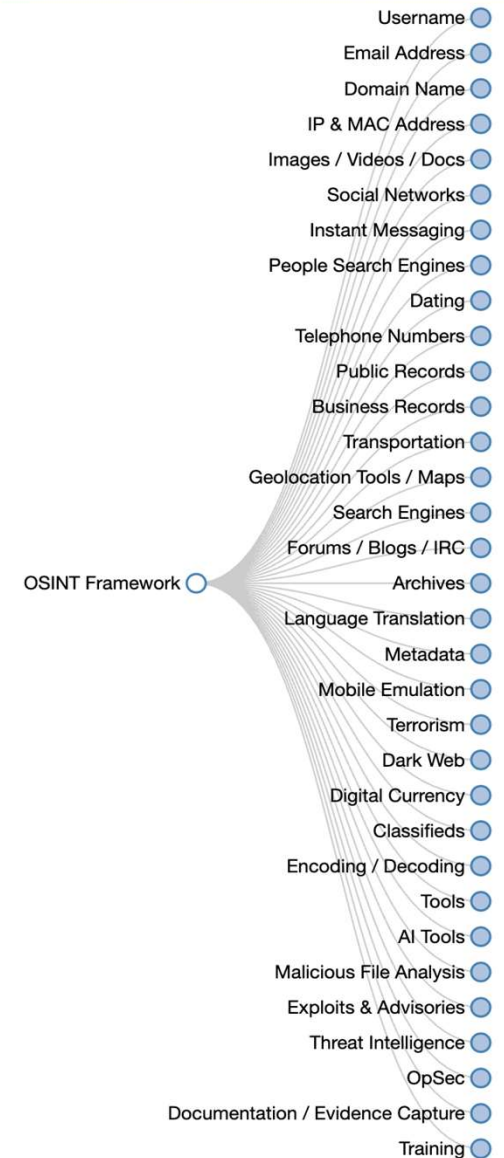 Username
Email Address
Domain Name
IP & MAC Address
Images / Videos / Docs
Social Networks
Instant Messaging
People Search Engines
Dating
Telephone Numbers
Public Records
Business Records
Transportation
Geolocation Tools / Maps
Search Engines
Forums / Blogs / IRC
OSINT Framework
Archives
Language Translation
Metadata
Mobile Emulation
Terrorism
Dark Web
Digital Currency
Classifieds
Encoding / Decoding
Tools
AI Tools
Malicious File Analysis
Exploits & Advisories
Threat Intelligence
OpSec
Documentation / Evidence Capture
Training